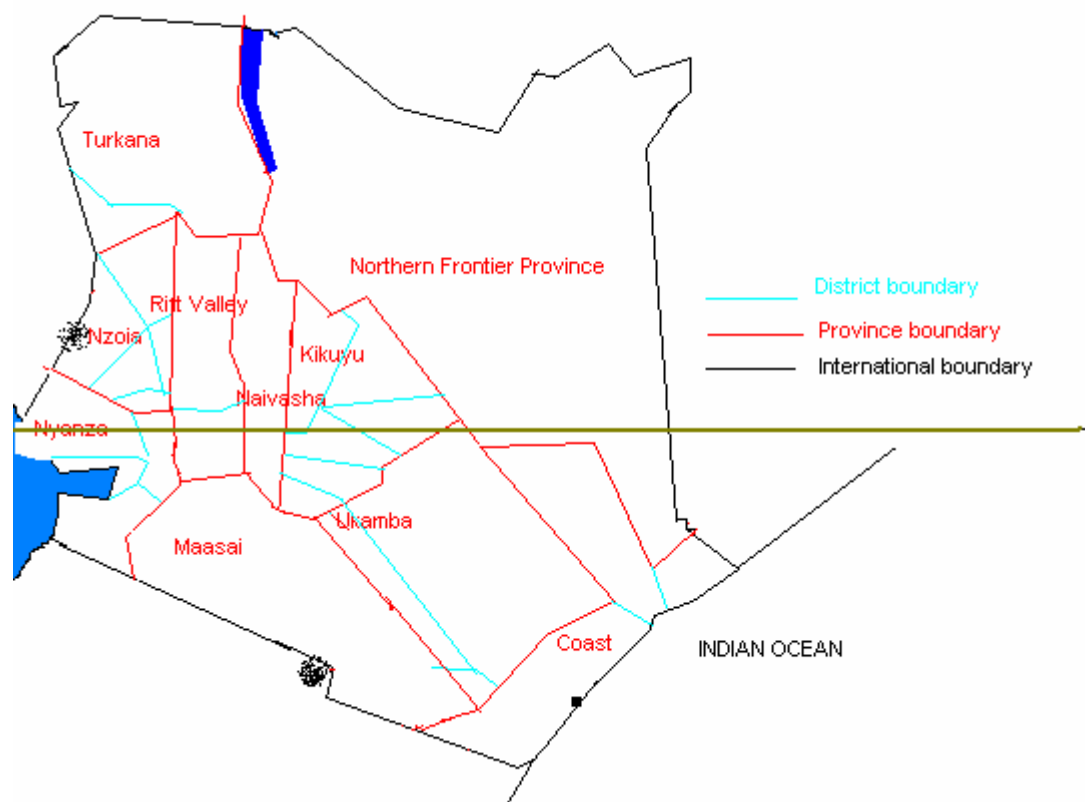 Turkana
Northern Frontier Province
District boundary
Ritt Valley
Province boundary
Nzoia
Kikuyu
International boundary
Naivasha
Nyanza
Ukamba
Maasai
Coast
INDIAN OCEAN